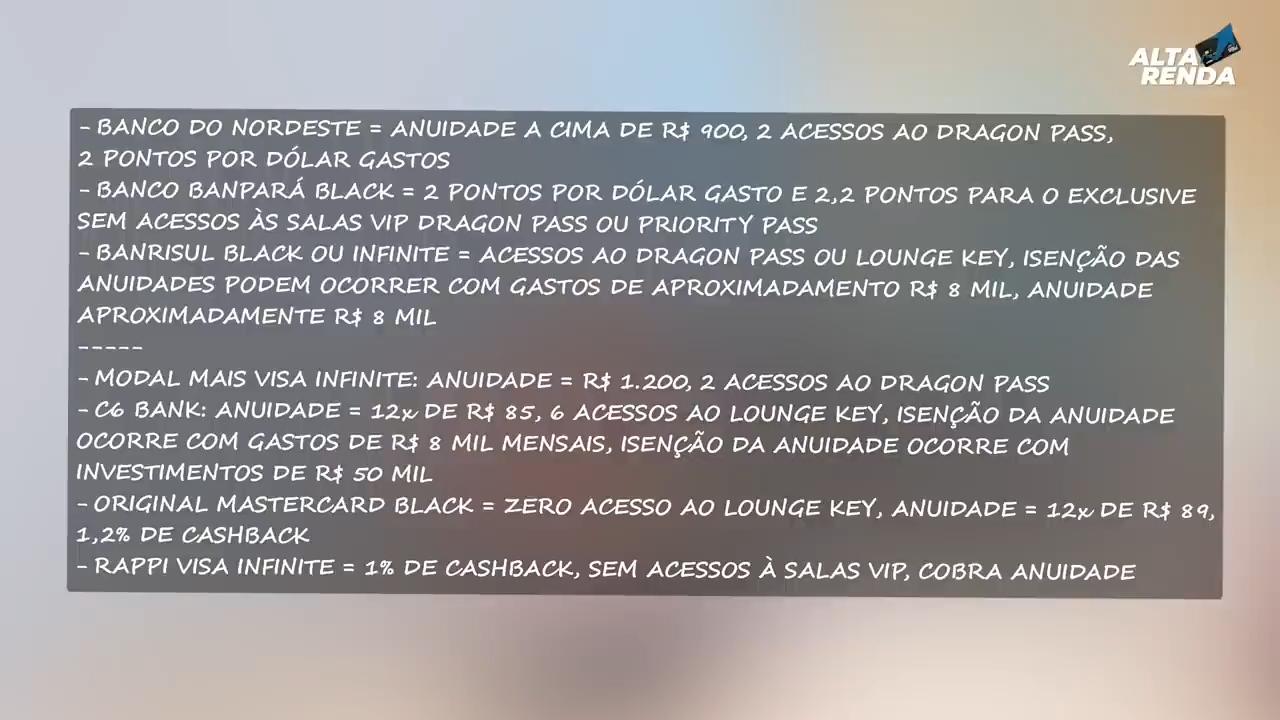 ALTA
RENDA
- BANCO DO NORDESTE = ANUIDADE A CIMA DE R$ 900, 2 ACESSOS AO DRAGON PASS,
2 PONTOS POR DÓLAR GASTOS
- BANCO BANPARÁ BLACK = 2 PONTOS POR DÓLAR GASTO E 2,2 PONTOS PARA O EXCLUSIVE
SEM ACESSOS ÀS SALAS VIP DRAGON PASS OU PRIORITY PASS
- BANRISUL BLACK OU INFINITE = ACESSOS AO DRAGON PASS OU LOUNGE KEY, ISENÇÃO DAS
ANUIDADES PODEM OCORRER COM GASTOS DE APROXIMADAMENTO R$ 8 MIL, ANUIDADE
APROXIMADAMENTE R$ 8 MIL
-----
- MODAL MAIS VISA INFINITE: ANUIDADE = R$ 1.200, 2 ACESSOS AO DRAGON PASS
- C6 BANK: ANUIDADE = 12x DE R$ 85, 6 ACESSOS AO LOUNGE KEY, ISENÇÃO DA ANUIDADE
OCORRE COM GASTOS DE R$ 8 MIL MENSAIS, ISENÇÃO DA ANUIDADE OCORRE COM
INVESTIMENTOS DE R$ 50 MIL
- ORIGINAL MASTERCARD BLACK = ZERO ACESSO AO LOUNGE KEY, ANUIDADE = 12x DE R$ 89,
1,2% DE CASHBACK
- RAPPI VISA INFINITE = 1% DE CASHBACK, SEM ACESSOS À SALAS VIP, COBRA ANUIDADE